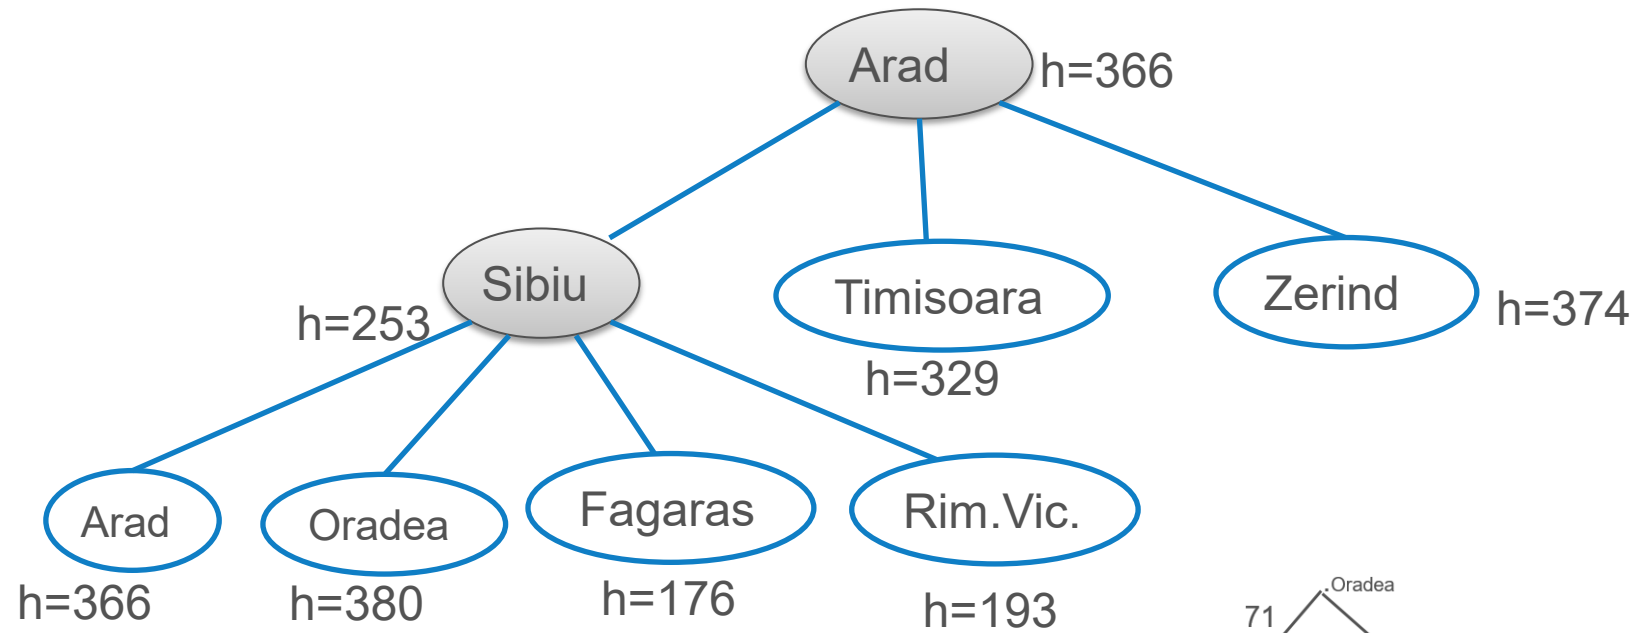 Arad
h=366
Sibiu
h=253
Timisoara
h=329
Zerind
h=374
Arad
h=366
Oradea
h=380
Fagaras
h=176
Rim.Vic.
h=193
.Oradea
71